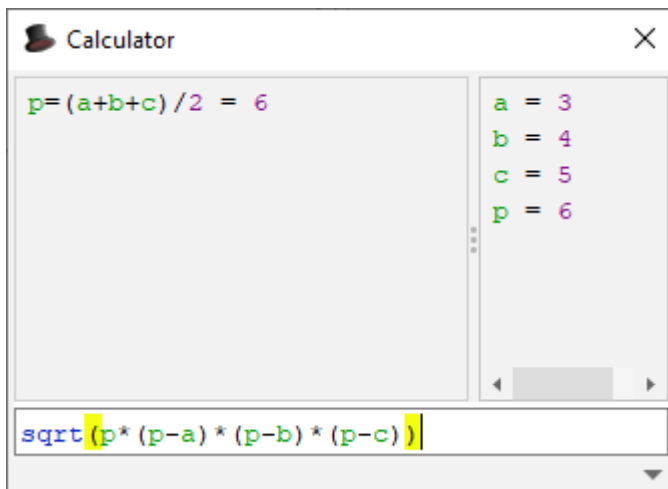 Calculator
p=(a+b+c)/2 = 6
a = 3
b = 4
c = 5
p = 6
sqrt(p*(p-a)*(p-b)*(p-c))